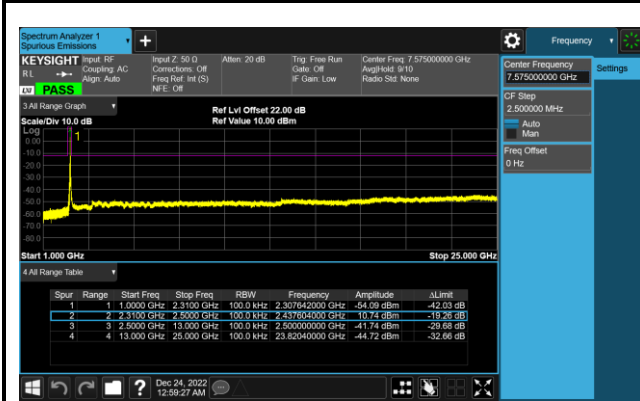 Spectrum Analyzer 1
Spurious Emissions
Frequency
KEYSIGHT
Input: RF
Input Z: 50 Ω
Atten: 20 dB
Trig: Free Run
Center Freq: 7.575000000 GHz
R L
Coupling: AC
Corrections: Off
Gate: Off
Avg|Hold: 9/10
Align: Auto
Freq Ref: Int (S)
IF Gain: Low
Radio Std: None
NFE: Off
LXI
PASS
Center Frequency
7.575000000 GHz
Settings
CF Step
2.500000 MHz
Auto
Man
Freq Offset
0 Hz
3 All Range Graph
Scale/Div 10.0 dB
Ref Lvl Offset 22.00 dB
Ref Value 10.00 dBm
Log
1
0.00
-10.0
-20.0
-30.0
-40.0
-50.0
-60.0
-70.0
-80.0
Start 1.000 GHz
Stop 25.000 GHz
4 All Range Table
Spur Range Start Freq Stop Freq RBW Frequency Amplitude ΔLimit
1 1 1.0000 GHz 2.3100 GHz 100.0 kHz 2.307642000 GHz -54.09 dBm -42.03 dB
2 2 2.3100 GHz 2.5000 GHz 100.0 kHz 2.437604000 GHz 10.74 dBm -19.26 dB
3 3 2.5000 GHz 13.000 GHz 100.0 kHz 2.500000000 GHz -41.74 dBm -29.68 dB
4 4 13.000 GHz 25.000 GHz 100.0 kHz 23.82040000 GHz -44.72 dBm -32.66 dB
?
Dec 24, 2022
12:59:27 AM